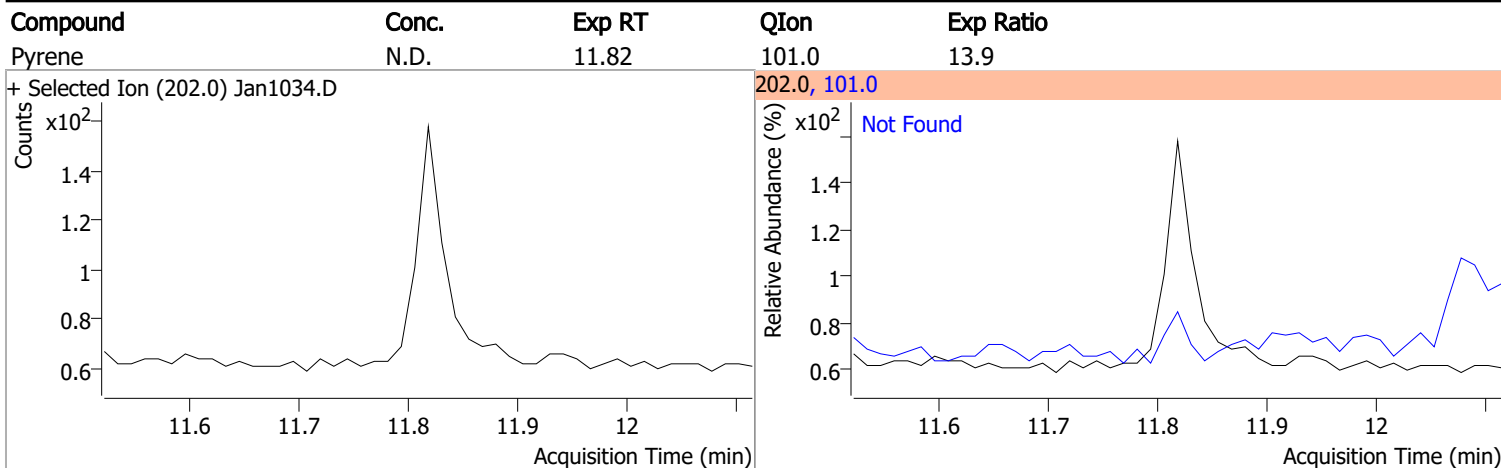 Compound Conc. Exp RT QIon Exp Ratio
Pyrene N.D. 11.82 101.0 13.9
+ Selected Ion (202.0) Jan1034.D
Counts
x10²
1.4
1.2
1
0.8
0.6
11.6 11.7 11.8 11.9 12
Acquisition Time (min)
202.0, 101.0
Relative Abundance (%)
x10²
Not Found
1.4
1.2
1
0.8
0.6
11.6 11.7 11.8 11.9 12
Acquisition Time (min)